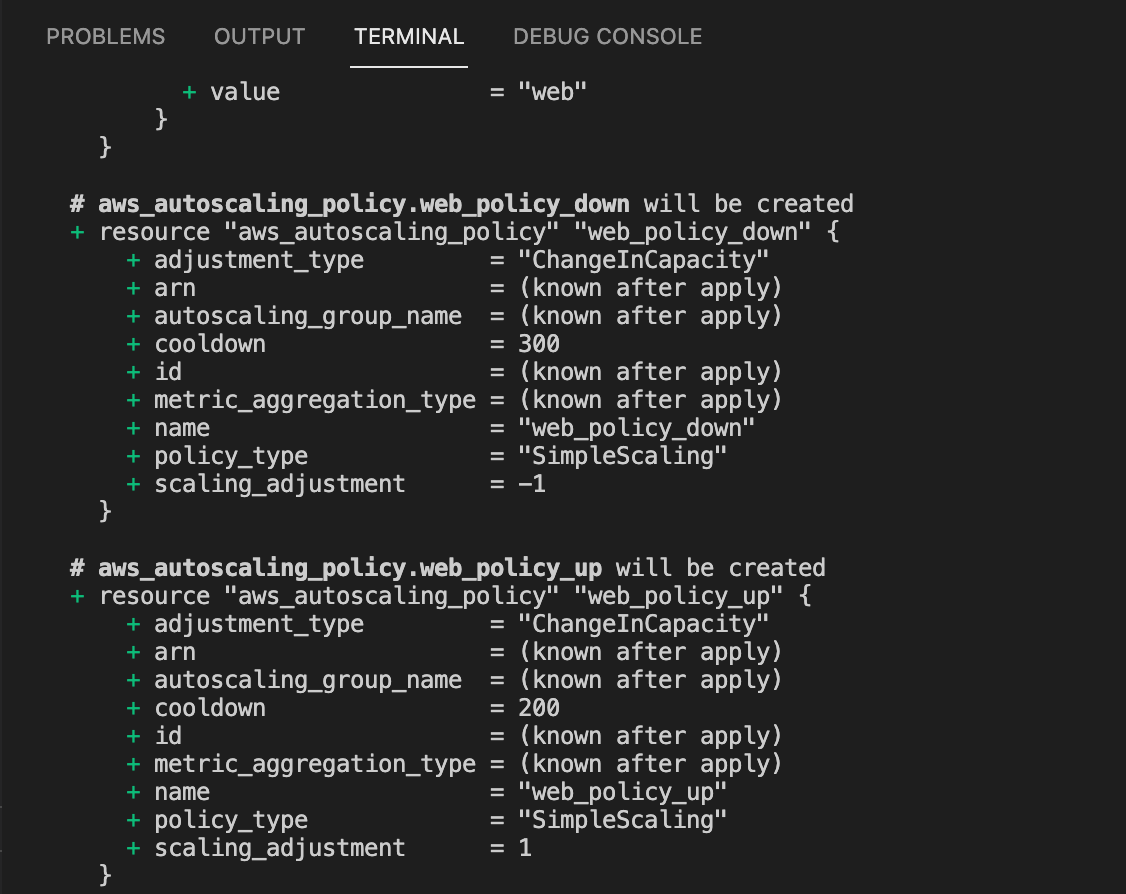 PROBLEMS OUTPUT TERMINAL DEBUG CONSOLE
+ value = "web"
}
}
# aws_autoscaling_policy.web_policy_down will be created
+ resource "aws_autoscaling_policy" "web_policy_down" {
+ adjustment_type = "ChangeInCapacity"
+ arn = (known after apply)
+ autoscaling_group_name = (known after apply)
+ cooldown = 300
+ id = (known after apply)
+ metric_aggregation_type = (known after apply)
+ name = "web_policy_down"
+ policy_type = "SimpleScaling"
+ scaling_adjustment = -1
}
# aws_autoscaling_policy.web_policy_up will be created
+ resource "aws_autoscaling_policy" "web_policy_up" {
+ adjustment_type = "ChangeInCapacity"
+ arn = (known after apply)
+ autoscaling_group_name = (known after apply)
+ cooldown = 200
+ id = (known after apply)
+ metric_aggregation_type = (known after apply)
+ name = "web_policy_up"
+ policy_type = "SimpleScaling"
+ scaling_adjustment = 1
}